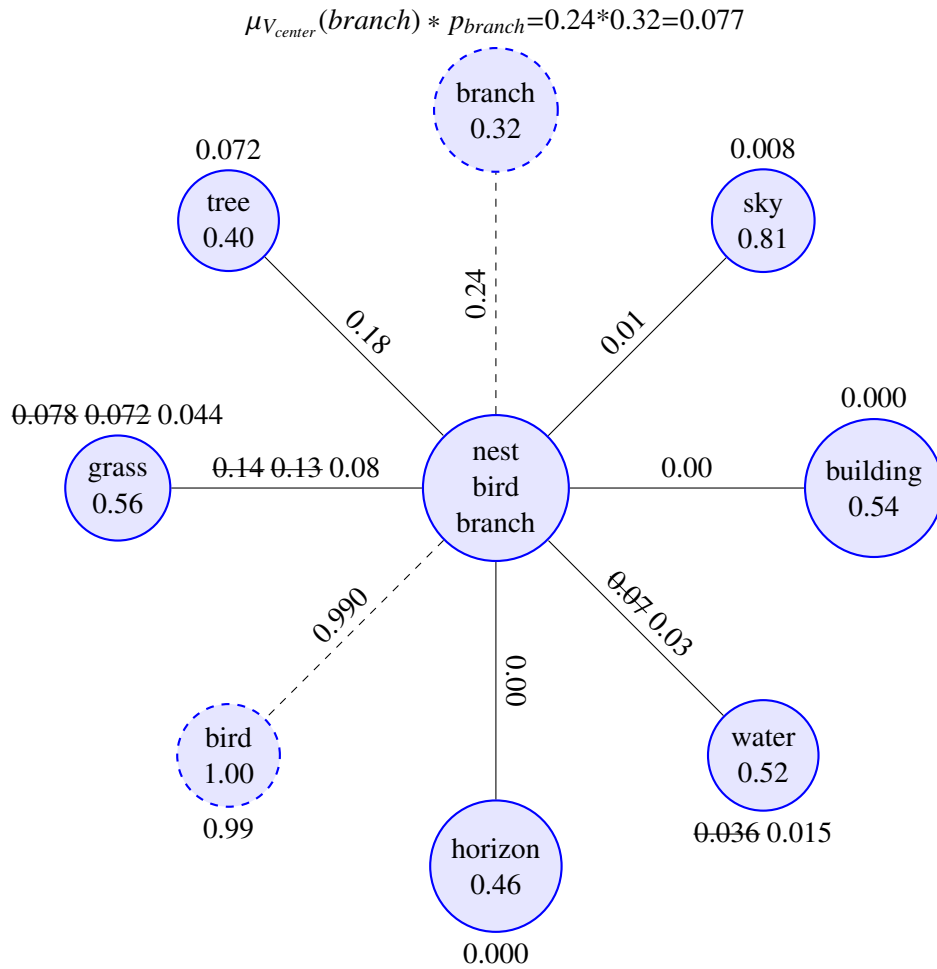 μ_{V_{center}}(branch) ∗ p_{branch}=0.24*0.32=0.077
branch
0.32
0.072
tree
0.40
0.008
sky
0.81
0.24
0.18
0.01
0.078 0.072 0.044
grass
0.56
0.14 0.13 0.08
nest
bird
branch
0.00
0.000
building
0.54
0.990
0.00
0.07 0.03
bird
1.00
0.99
horizon
0.46
0.000
water
0.52
0.036 0.015